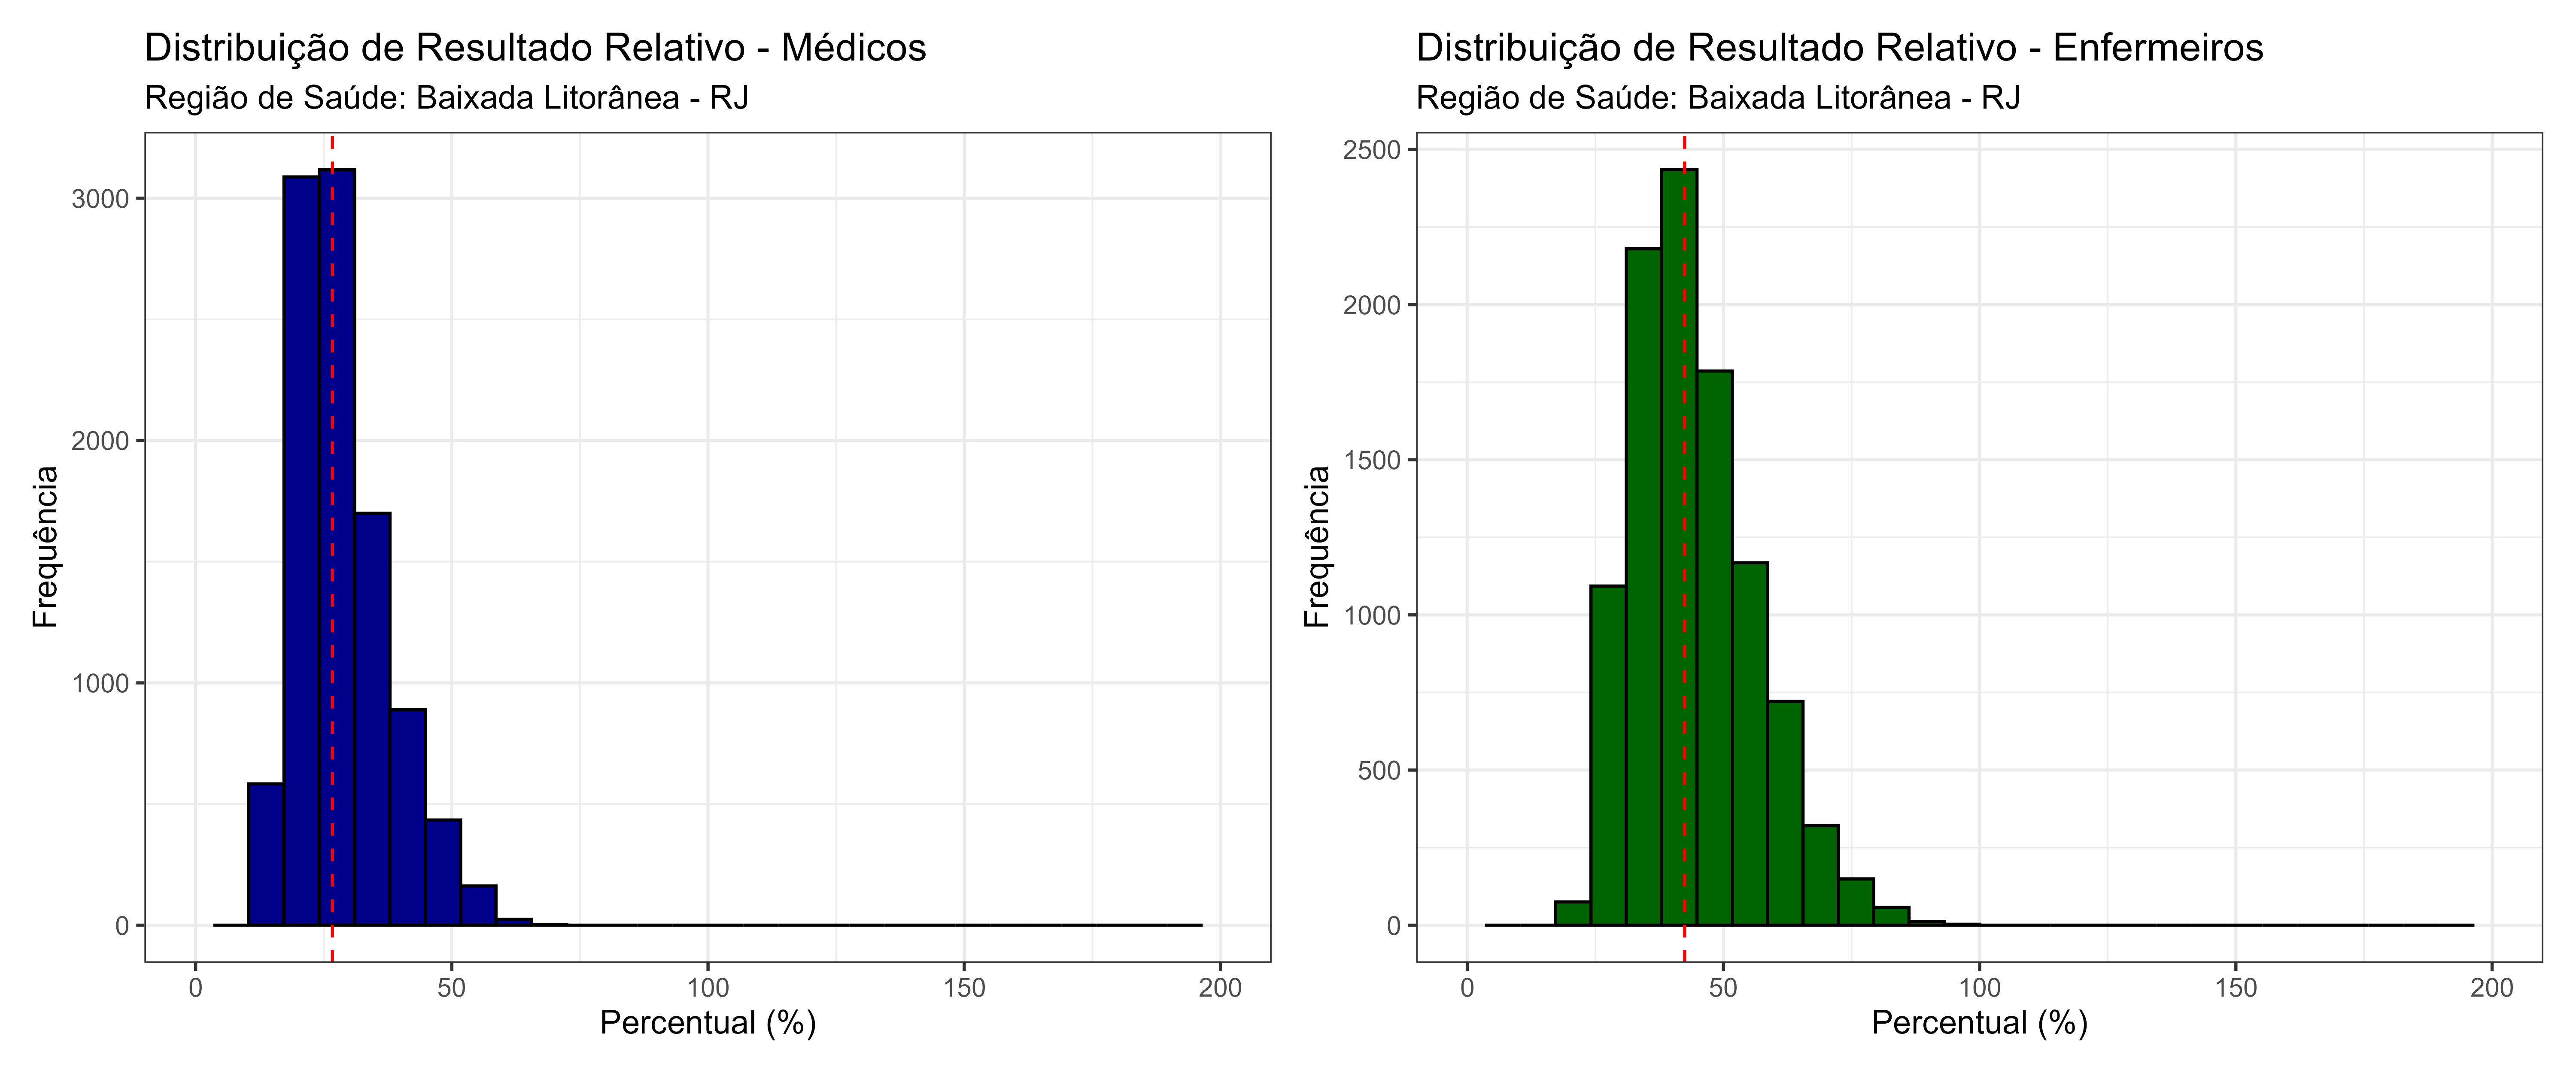 Distribuição de Resultado Relativo - Médicos
Região de Saúde: Baixada Litorânea - RJ
3000
2000
1000
0
Frequência
0 50 100 150 200
Percentual (%)
Distribuição de Resultado Relativo - Enfermeiros
Região de Saúde: Baixada Litorânea - RJ
2500
2000
1500
1000
500
0
Frequência
0 50 100 150 200
Percentual (%)